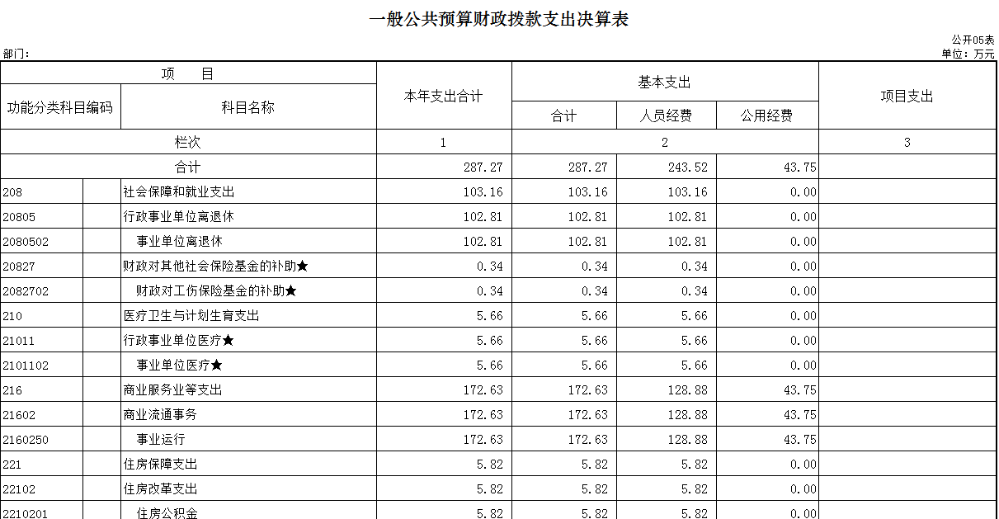 一般公共预算财政拨款支出决算表
公开05表
部门： 单位：万元
项 目 本年支出合计 基本支出 项目支出
功能分类科目编码 科目名称 合计 人员经费 公用经费
栏次 1 2 3
合计 287.27 287.27 243.52 43.75
208 社会保障和就业支出 103.16 103.16 103.16 0.00
20805 行政事业单位离退休 102.81 102.81 102.81 0.00
2080502 事业单位离退休 102.81 102.81 102.81 0.00
20827 财政对其他社会保险基金的补助★ 0.34 0.34 0.34 0.00
2082702 财政对工伤保险基金的补助★ 0.34 0.34 0.34 0.00
210 医疗卫生与计划生育支出 5.66 5.66 5.66 0.00
21011 行政事业单位医疗★ 5.66 5.66 5.66 0.00
2101102 事业单位医疗★ 5.66 5.66 5.66 0.00
216 商业服务业等支出 172.63 172.63 128.88 43.75
21602 商业流通事务 172.63 172.63 128.88 43.75
2160250 事业运行 172.63 172.63 128.88 43.75
221 住房保障支出 5.82 5.82 5.82 0.00
22102 住房改革支出 5.82 5.82 5.82 0.00
2210201 住房公积金 5.82 5.82 5.82 0.00